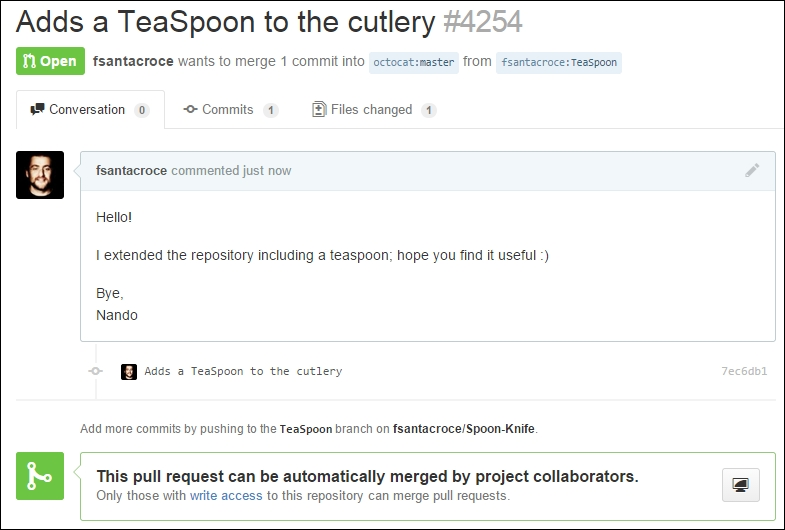 Adds a TeaSpoon to the cutlery #4254
Open fsantacroce wants to merge 1 commit into octocat:master from fsantacroce:TeaSpoon
Conversation 0 Commits 1 Files changed 1
fsantacroce commented just now
Hello!
I extended the repository including a teaspoon; hope you find it useful :)
Bye,
Nando
Adds a TeaSpoon to the cutlery 7ec6db1
Add more commits by pushing to the TeaSpoon branch on fsantacroce/Spoon-Knife.
This pull request can be automatically merged by project collaborators.
Only those with write access to this repository can merge pull requests.